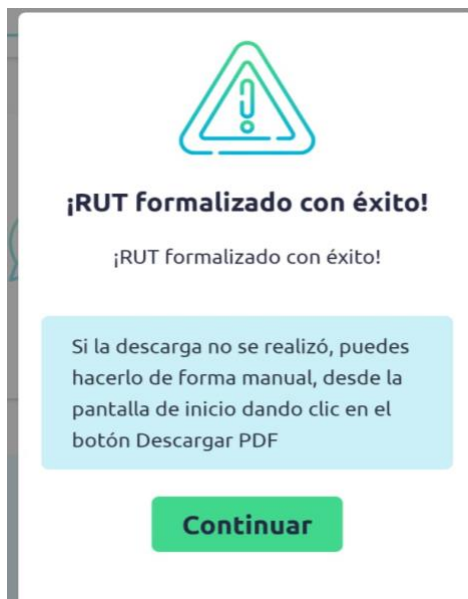 ¡RUT formalizado con éxito!
¡RUT formalizado con éxito!
Si la descarga no se realizó, puedes
hacerlo de forma manual, desde la
pantalla de inicio dando clic en el
botón Descargar PDF
Continuar